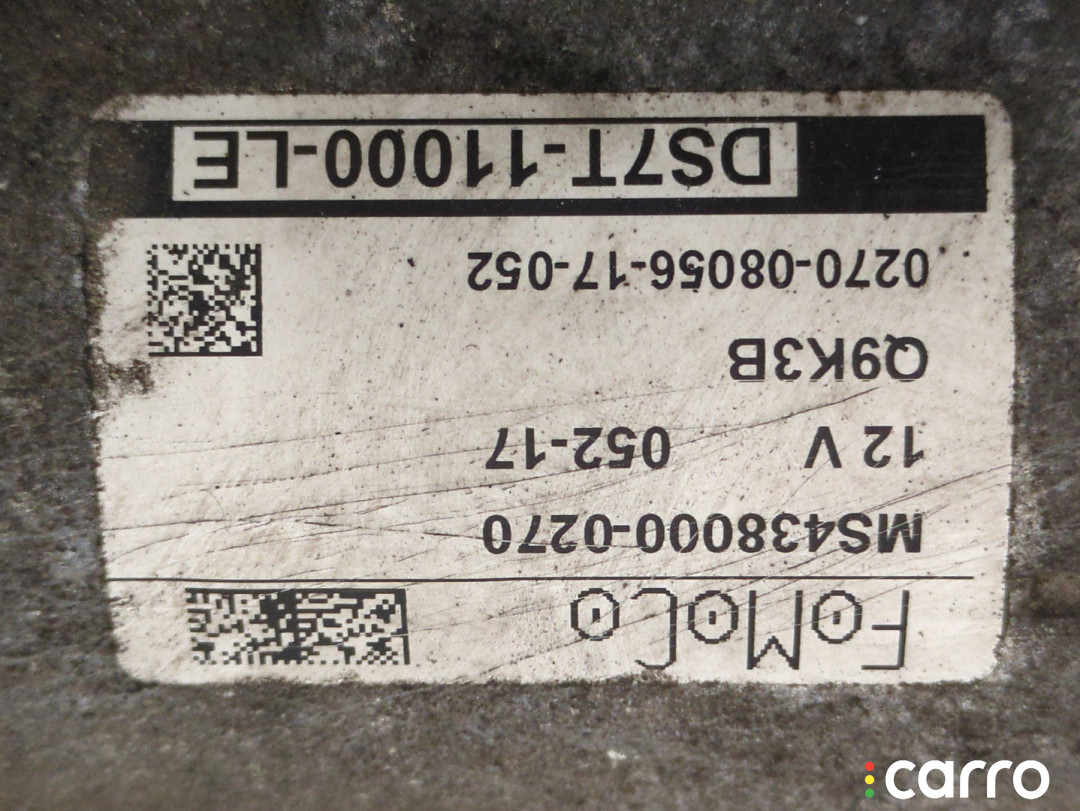 FoMoCo
MS438000-0270
12 V 052-17
Q9K3B
0270-08056-17-052
DS7T-11000-LE
carro